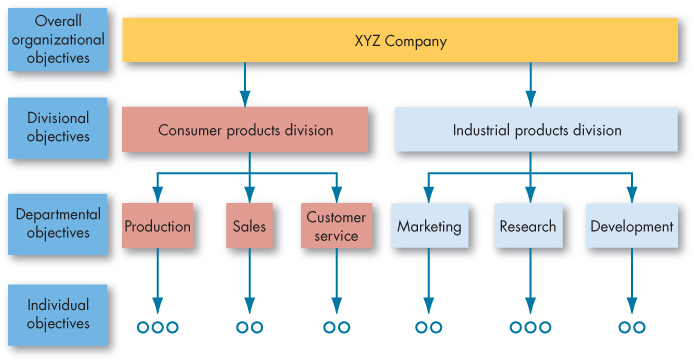 Overall
organizational
objectives
XYZ Company
Divisional
objectives
Consumer products division
Industrial products division
Departmental
objectives
Production
Sales
Customer
service
Marketing
Research
Development
Individual
objectives